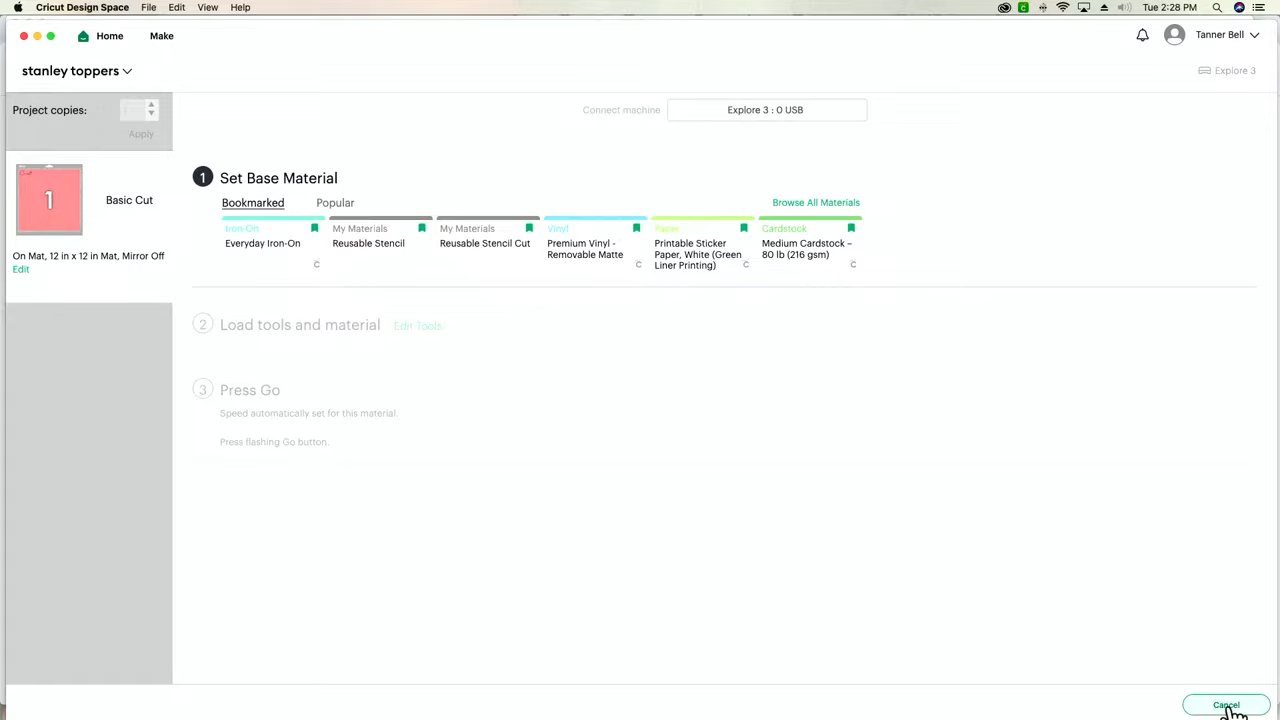 Cricut Design Space File Edit View Help Tue 2:28 PM
Home Make Tanner Bell
stanley toppers Explore 3
Project copies:
Apply
Connect machine Explore 3 : 0 USB
1
Basic Cut
On Mat, 12 in x 12 in Mat, Mirror Off
Edit
1 Set Base Material
Bookmarked Popular Browse All Materials
Iron-On
Everyday Iron-On
C
My Materials
Reusable Stencil
My Materials
Reusable Stencil Cut
Vinyl
Premium Vinyl -
Removable Matte
C
Paper
Printable Sticker
Paper, White (Green
Liner Printing)
C
Cardstock
Medium Cardstock –
80 lb (216 gsm)
C
2 Load tools and material Edit Tools
3 Press Go
Speed automatically set for this material.
Press flashing Go button.
Cancel